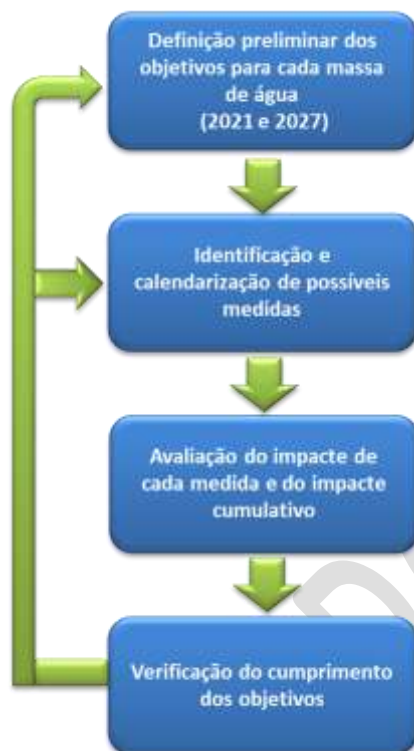 Definição preliminar dos
objetivos para cada massa
de água
(2021 e 2027)
Identificação e
calendarização de possíveis
medidas
Avaliação do impacte de
cada medida e do impacte
cumulativo
Verificação do cumprimento
dos objetivos